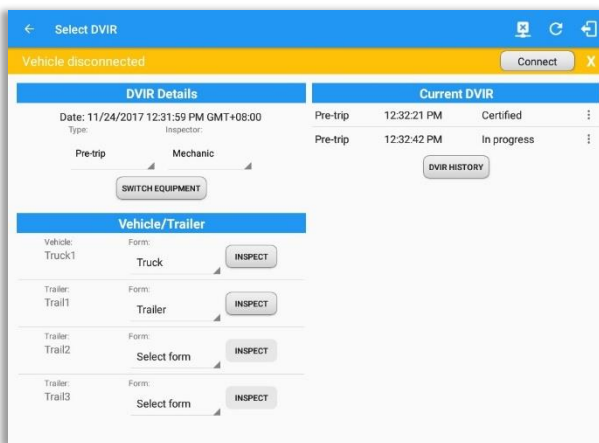 Select DVIR
Vehicle disconnected
Connect
X
DVIR Details
Date: 11/24/2017 12:31:59 PM GMT+08:00
Type: Inspector:
Pre-trip Mechanic
SWITCH EQUIPMENT
Vehicle/Trailer
Vehicle: Form:
Truck1 Truck INSPECT
Trailer: Form:
Trail1 Trailer INSPECT
Trailer: Form:
Trail2 Select form INSPECT
Trailer: Form:
Trail3 Select form INSPECT
Current DVIR
Pre-trip 12:32:21 PM Certified
Pre-trip 12:32:42 PM In progress
DVIR HISTORY